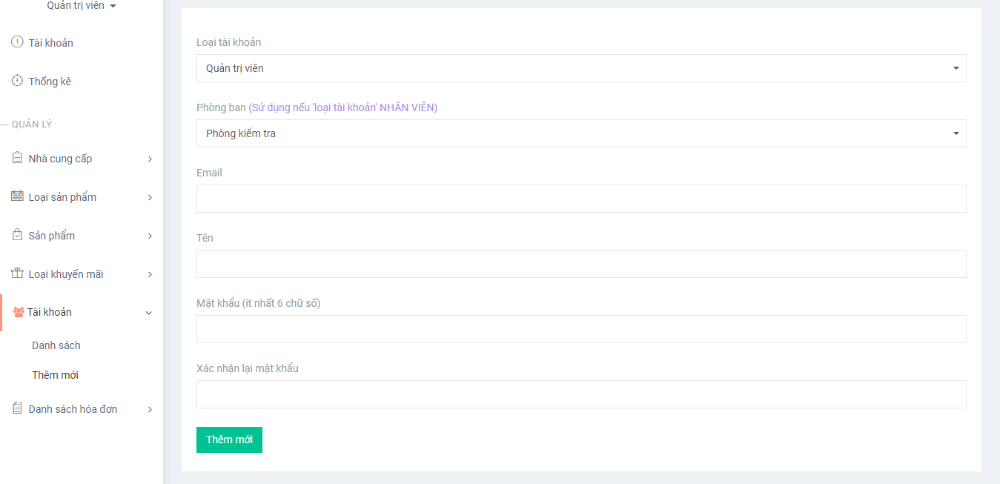 Quản trị viên
Tài khoản
Thống kê
--- QUẢN LÝ
Nhà cung cấp
Loại sản phẩm
Sản phẩm
Loại khuyến mãi
Tài khoản
Danh sách
Thêm mới
Danh sách hóa đơn
Loại tài khoản
Quản trị viên
Phòng ban (Sử dụng nếu 'loại tài khoản' NHÂN VIÊN)
Phòng kiểm tra
Email
Tên
Mật khẩu (ít nhất 6 chữ số)
Xác nhận lại mật khẩu
Thêm mới